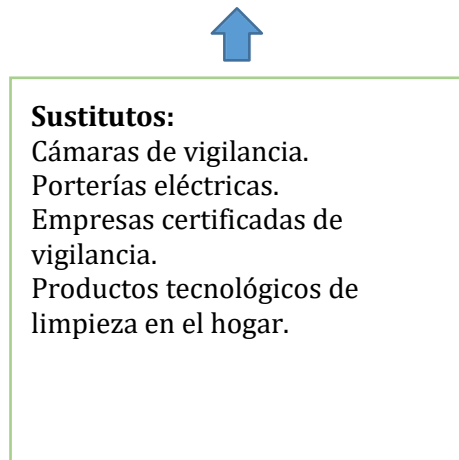 Sustitutos:
Cámaras de vigilancia.
Porterías eléctricas.
Empresas certificadas de
vigilancia.
Productos tecnológicos de
limpieza en el hogar.